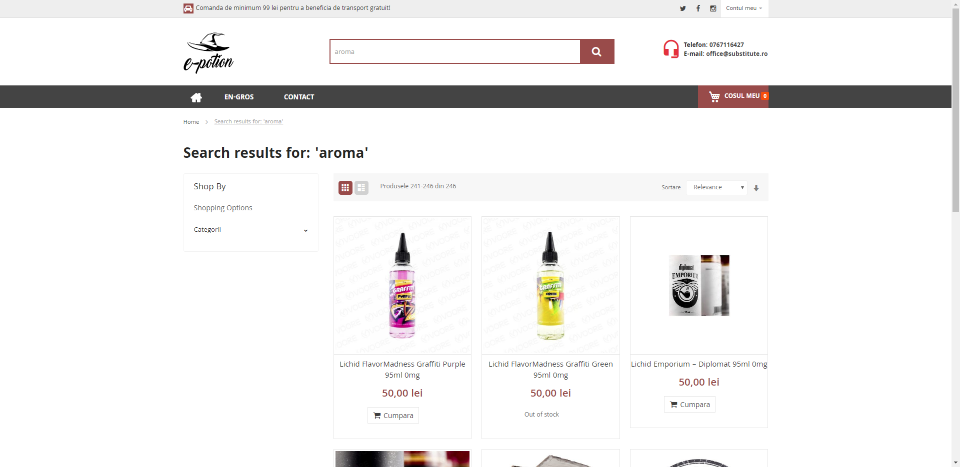 Comanda de minimum 99 lei pentru a beneficia de transport gratuit!
Contul meu
e-potion
aroma
Telefon: 0767116427
E-mail: office@substitute.ro
EN-GROS
CONTACT
COSUL MEU 0
Home > Search results for: 'aroma'
Search results for: 'aroma'
Shop By
Shopping Options
Categorii
Produsele 241-246 din 246
Sortare
Relevance
GRAFFITI
diplomat
EMPORIUM
Lichid FlavorMadness Graffiti Purple
95ml 0mg
50,00 lei
Cumpara
Lichid FlavorMadness Graffiti Green
95ml 0mg
50,00 lei
Out of stock
Lichid Emporium – Diplomat 95ml 0mg
50,00 lei
Cumpara